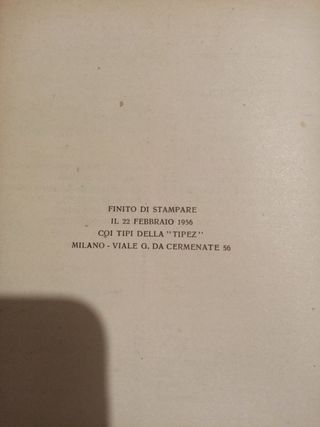 FINITO DI STAMPARE
IL 22 FEBBRAIO 1956
COI TIPI DELLA "TIPEZ"
MILANO - VIALE G. DA CERMENATE 56